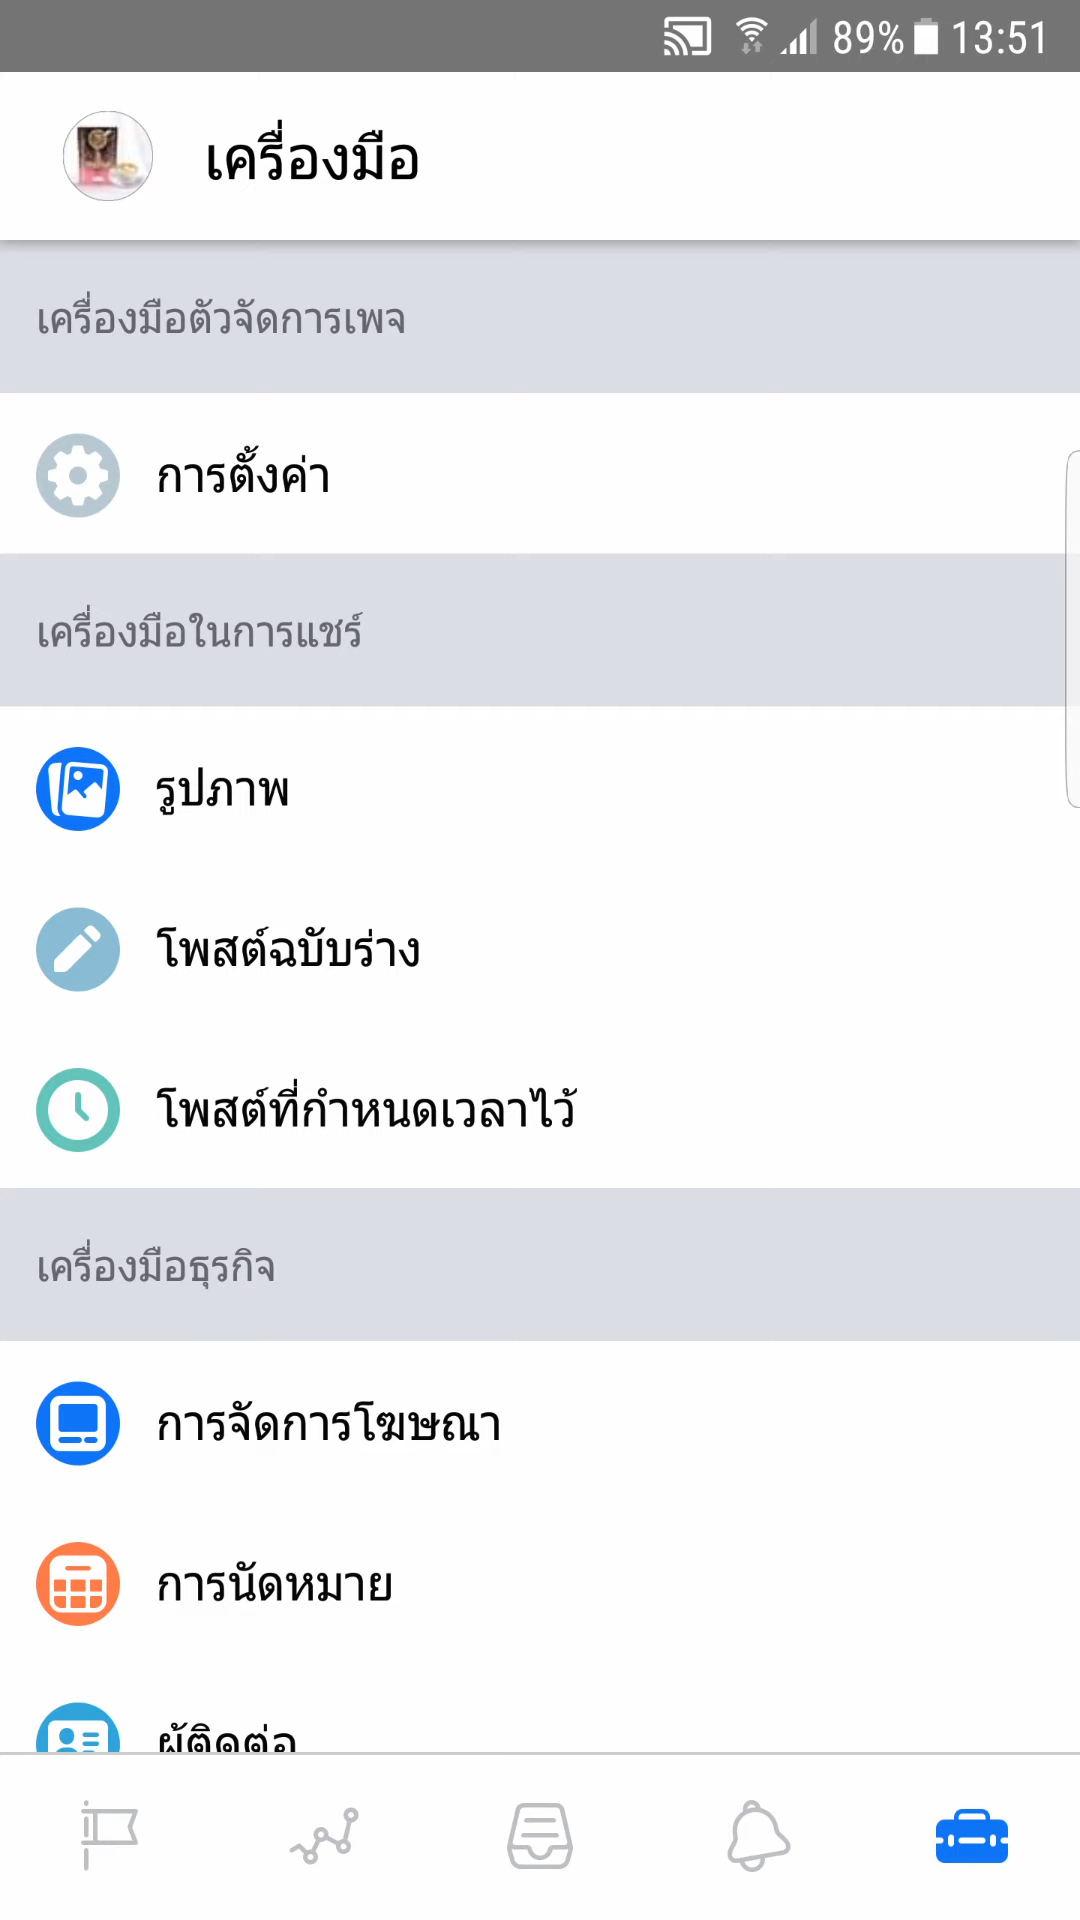 89% 13:51
เครื่องมือ
เครื่องมือตัวจัดการเพจ
การตั้งค่า
เครื่องมือในการแชร์
รูปภาพ
โพสต์ฉบับร่าง
โพสต์ที่กำหนดเวลาไว้
เครื่องมือธุรกิจ
การจัดการโฆษณา
การนัดหมาย
ผู้ติดต่อ